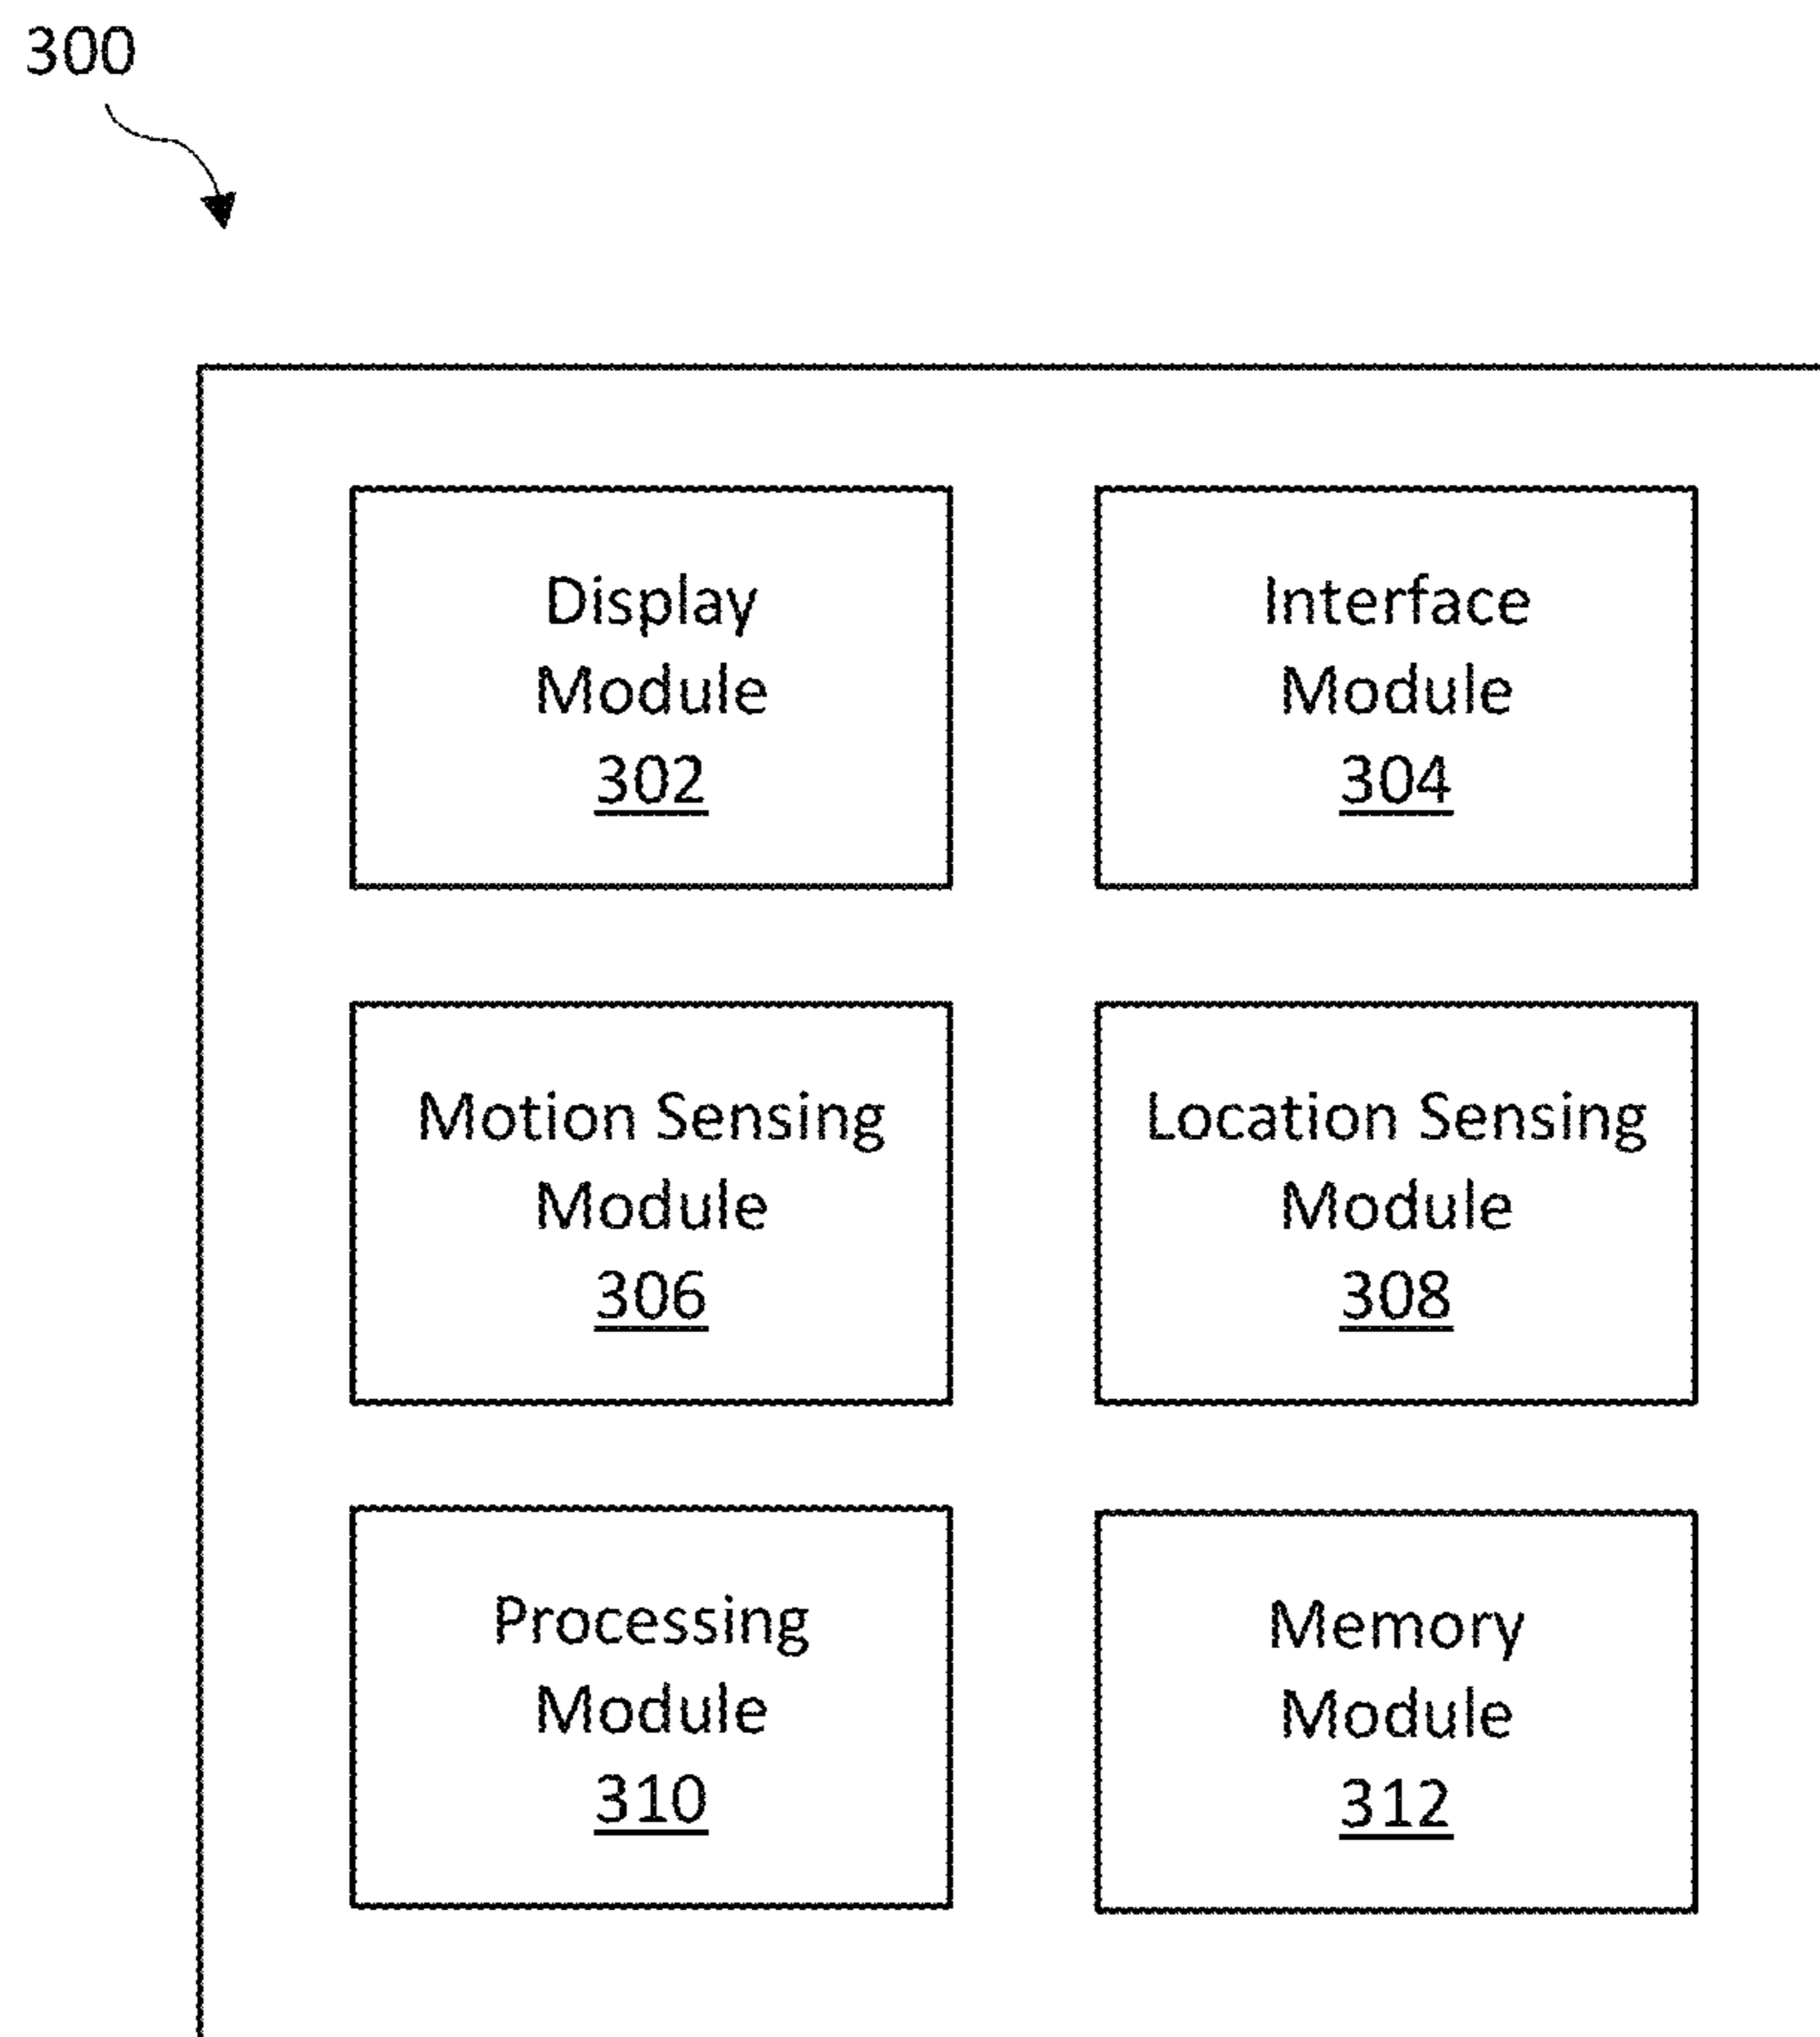 300
Display
Module
302
Interface
Module
304
Motion Sensing
Module
306
Location Sensing
Module
308
Processing
Module
310
Memory
Module
312